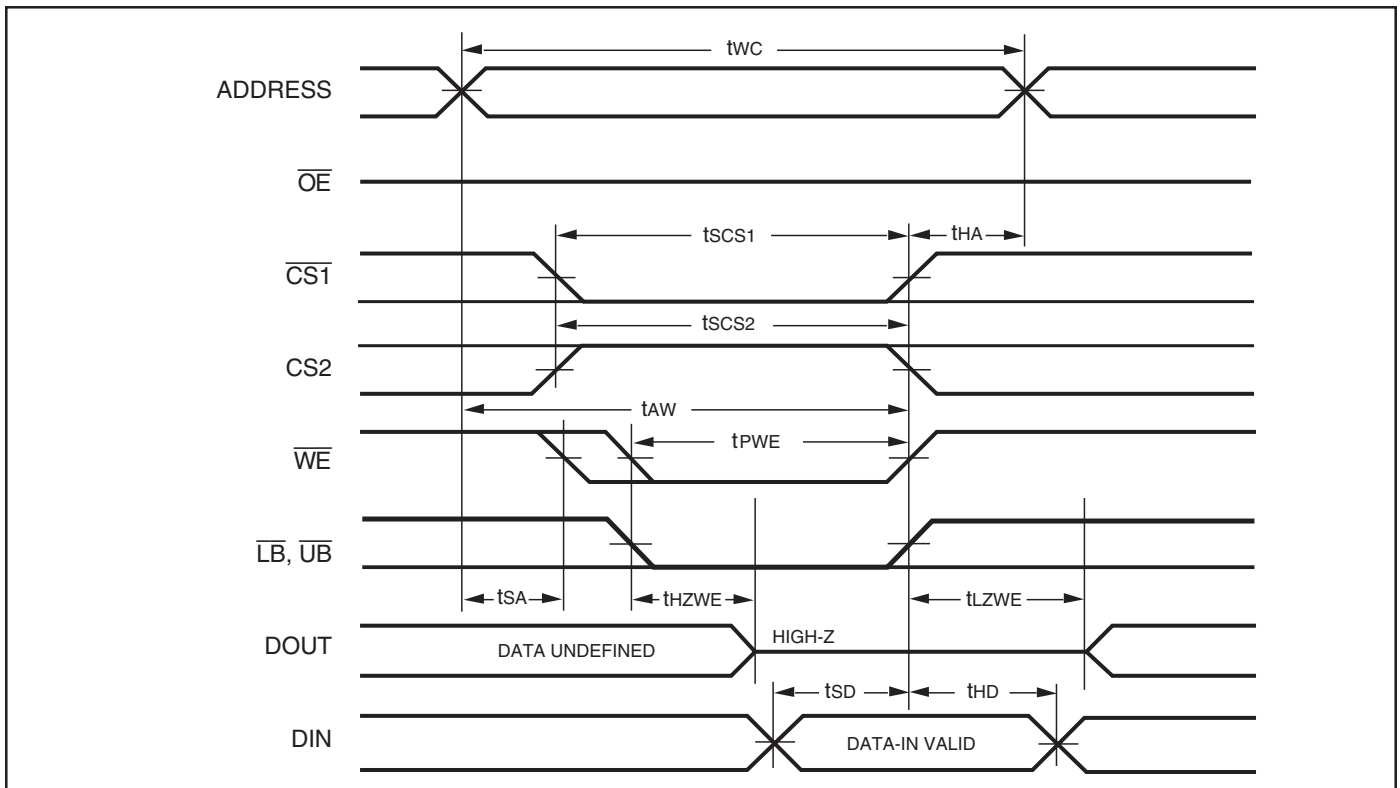 tWC
ADDRESS
OE
tSCS1
tHA
CS1
tSCS2
CS2
tAW
tPWE
WE
LB, UB
tSA
tHZWE
tLZWE
DOUT
DATA UNDEFINED
HIGH-Z
tSD
tHD
DIN
DATA-IN VALID